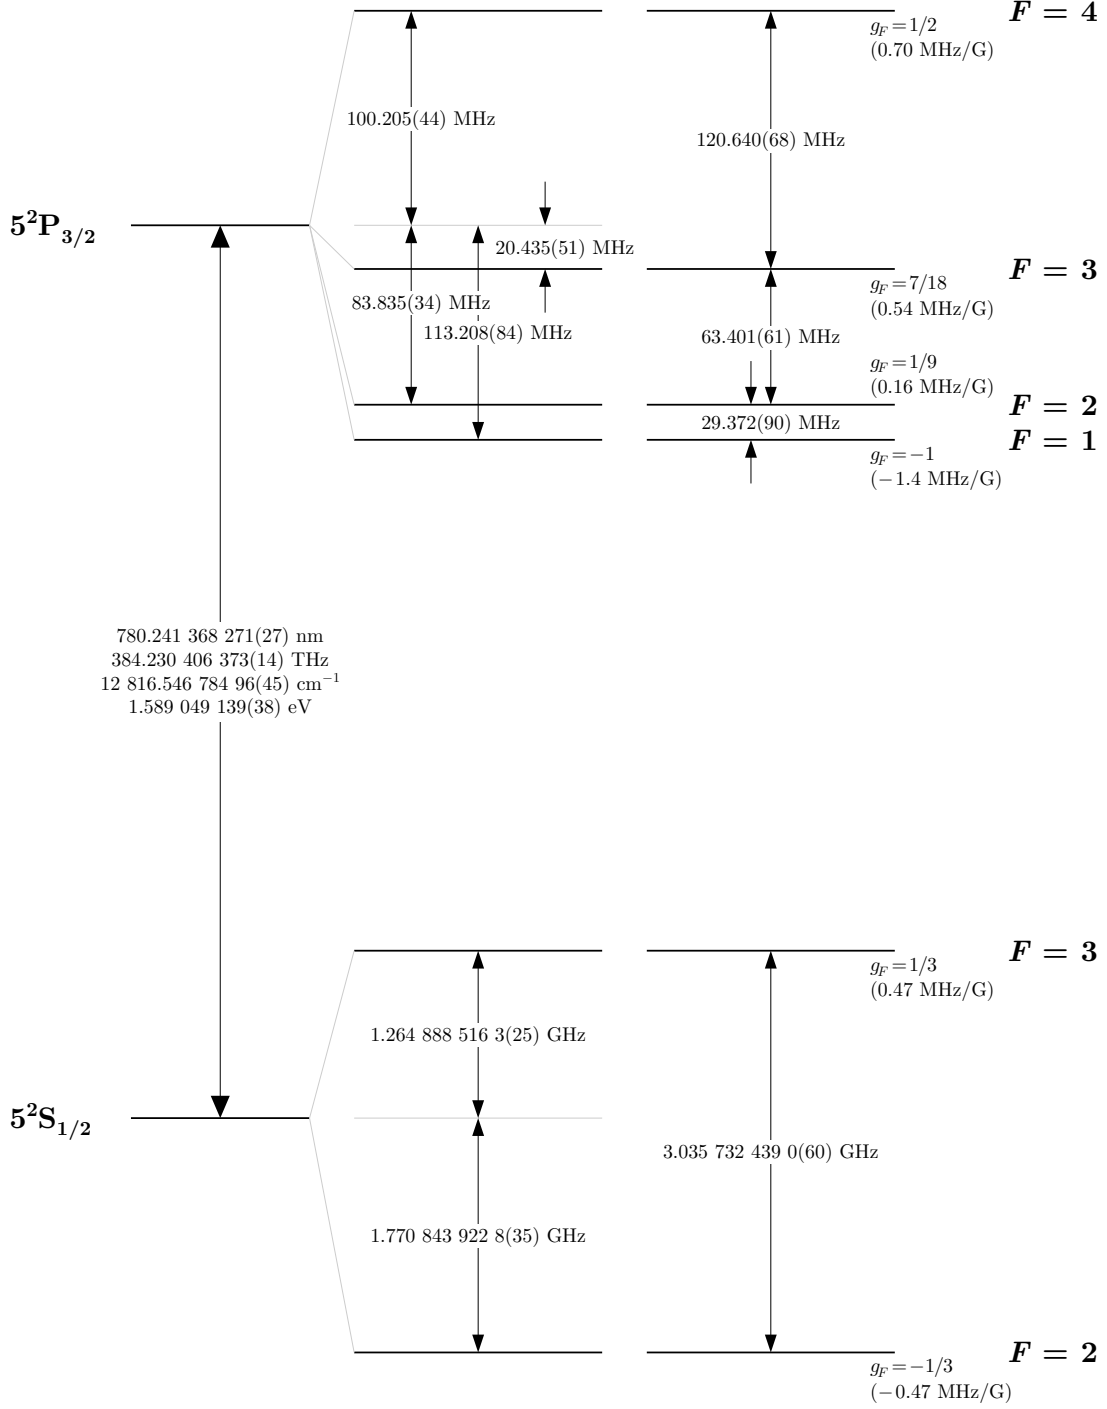 F = 4
g_F = 1/2
(0.70 MHz/G)
100.205(44) MHz
120.640(68) MHz
5²P₃/₂
20.435(51) MHz
F = 3
g_F = 7/18
(0.54 MHz/G)
83.835(34) MHz
113.208(84) MHz
63.401(61) MHz
g_F = 1/9
(0.16 MHz/G)
F = 2
29.372(90) MHz
F = 1
g_F = −1
(−1.4 MHz/G)
780.241 368 271(27) nm
384.230 406 373(14) THz
12 816.546 784 96(45) cm⁻¹
1.589 049 139(38) eV
F = 3
g_F = 1/3
(0.47 MHz/G)
1.264 888 516 3(25) GHz
5²S₁/₂
3.035 732 439 0(60) GHz
1.770 843 922 8(35) GHz
F = 2
g_F = −1/3
(−0.47 MHz/G)